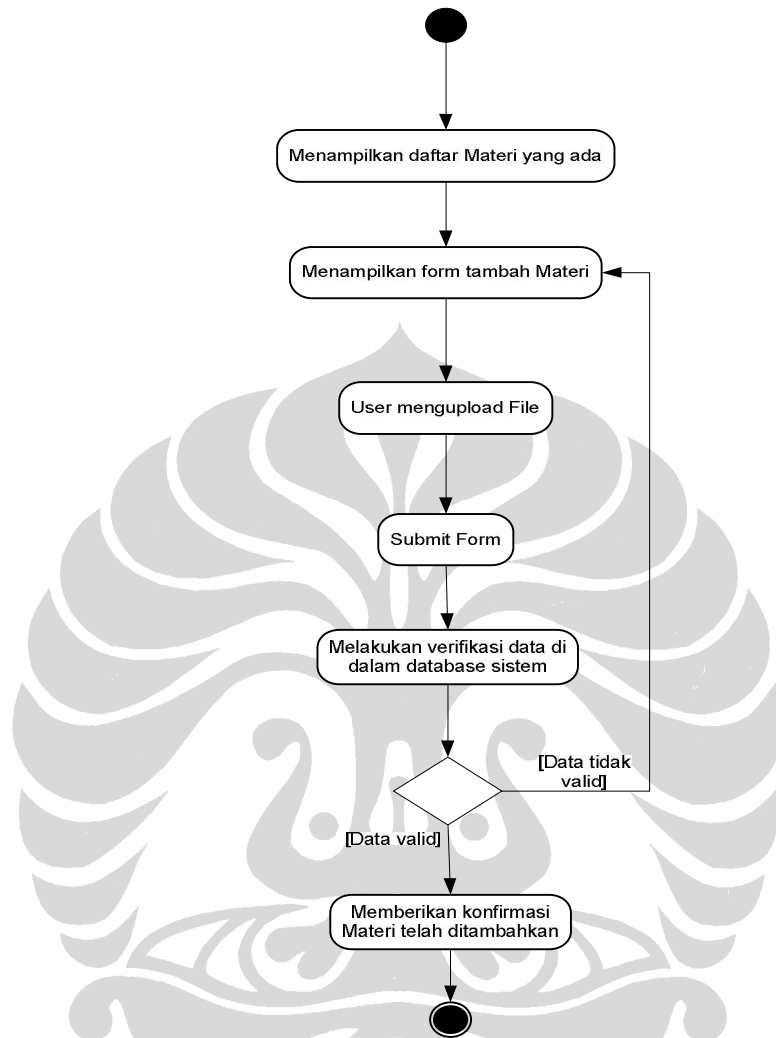 Menampilkan daftar Materi yang ada
Menampilkan form tambah Materi
User mengupload File
Submit Form
Melakukan verifikasi data di
dalam database sistem
[Data tidak
valid]
[Data valid]
Memberikan konfirmasi
Materi telah ditambahkan